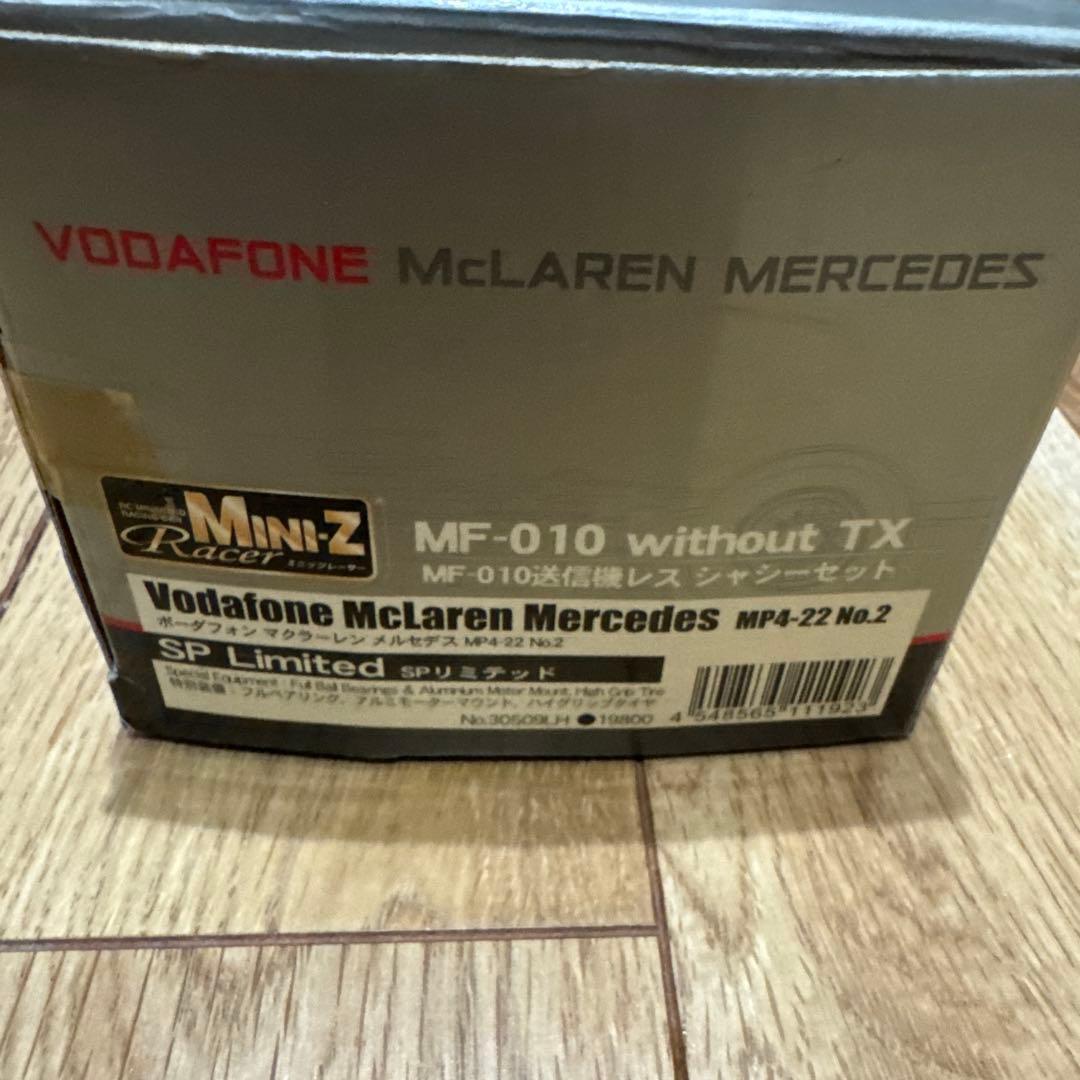 VODAFONE McLAREN MERCEDES
MINI-Z
Racer ミニッツレーサー
MF-010 without TX
MF-010送信機レス シャシーセット
Vodafone McLaren Mercedes MP4-22 No.2
ボーダフォン マクラーレン メルセデス MP4-22 No.2
SP Limited SPリミテッド
Special Equipment : Full Ball Bearings & Aluminium Motor Mount, High Grip Tire
特別装備：フルベアリング、アルミモーターマウント、ハイグリップタイヤ
No.30509LH ●19800
4 548565 111923